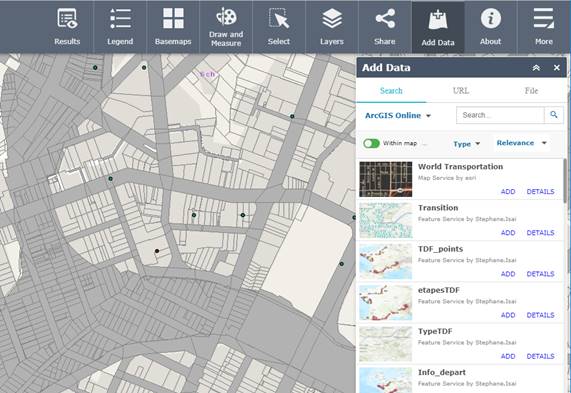 Results
Legend
Basemaps
Draw and
Measure
Select
Layers
Share
Add Data
About
More
Sch
Add Data
Search URL File
ArcGIS Online
Search...
Within map ...
Type
Relevance
World Transportation
Map Service by esri
ADD DETAILS
Transition
Feature Service by Stephane.Isai
ADD DETAILS
TDF_points
Feature Service by Stephane.Isai
ADD DETAILS
etapesTDF
Feature Service by Stephane.Isai
ADD DETAILS
TypeTDF
Feature Service by Stephane.Isai
ADD DETAILS
Info_depart
Feature Service by Stephane.Isai